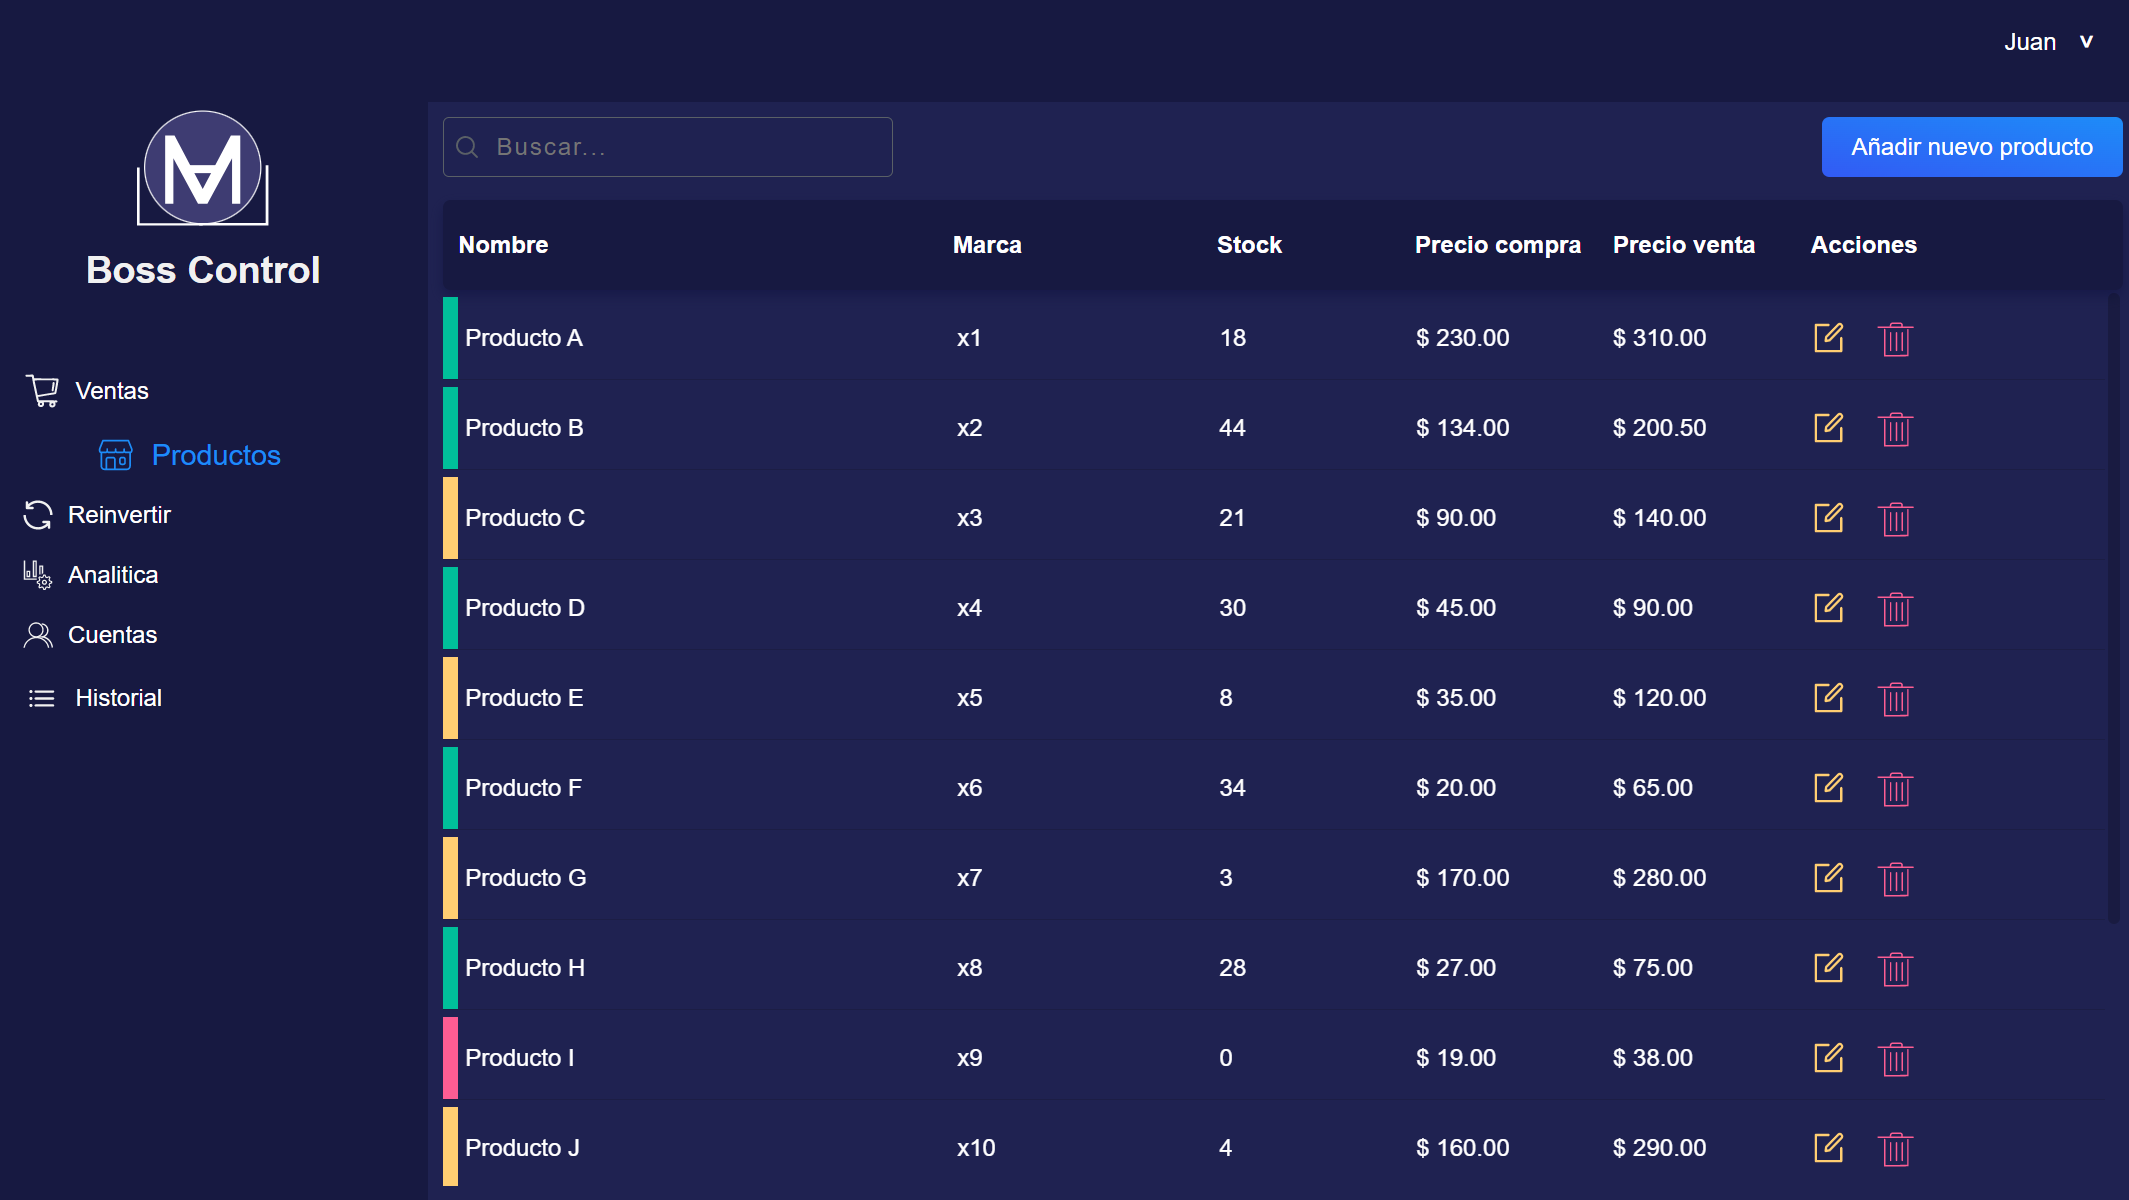 Juan v
Boss Control
Ventas
Productos
Reinvertir
Analitica
Cuentas
Historial
Buscar...
Añadir nuevo producto
Nombre Marca Stock Precio compra Precio venta Acciones
Producto A x1 18 $ 230.00 $ 310.00
Producto B x2 44 $ 134.00 $ 200.50
Producto C x3 21 $ 90.00 $ 140.00
Producto D x4 30 $ 45.00 $ 90.00
Producto E x5 8 $ 35.00 $ 120.00
Producto F x6 34 $ 20.00 $ 65.00
Producto G x7 3 $ 170.00 $ 280.00
Producto H x8 28 $ 27.00 $ 75.00
Producto I x9 0 $ 19.00 $ 38.00
Producto J x10 4 $ 160.00 $ 290.00